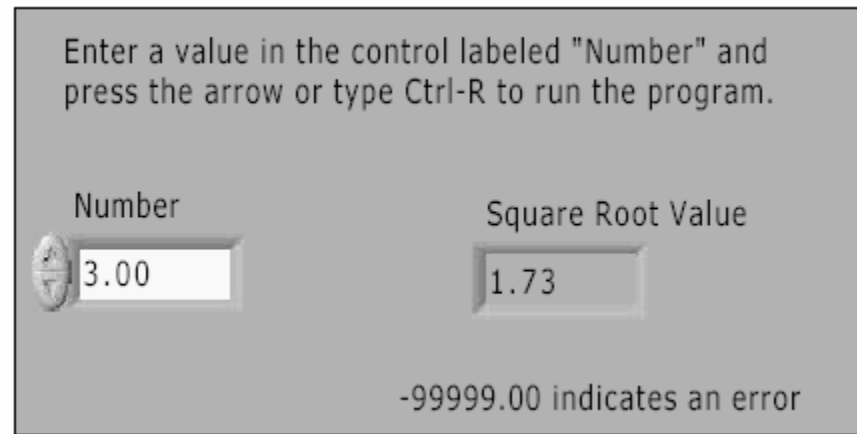 Enter a value in the control labeled "Number" and
press the arrow or type Ctrl-R to run the program.
Number
Square Root Value
3.00
1.73
-99999.00 indicates an error